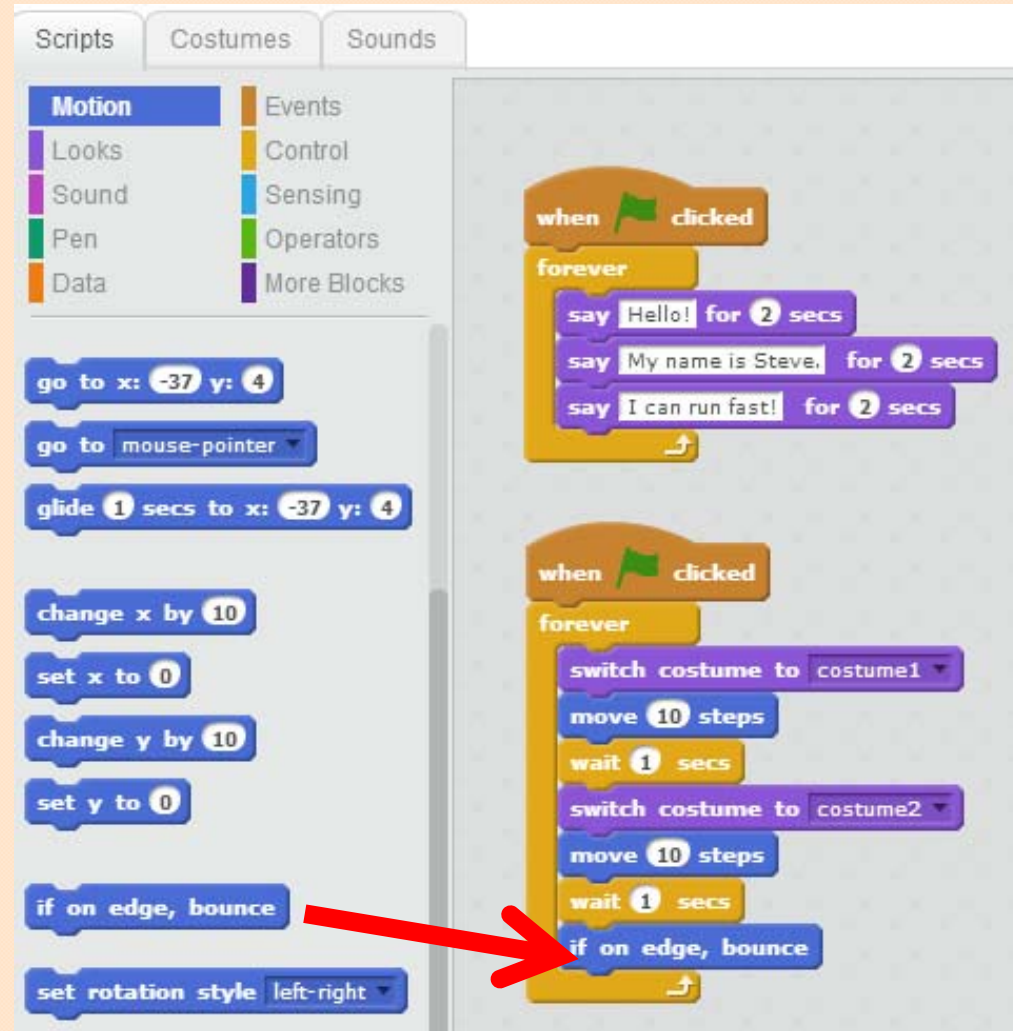 Scripts Costumes Sounds
Motion Events
Looks Control
Sound Sensing
Pen Operators
Data More Blocks
go to x: -37 y: 4
go to mouse-pointer
glide 1 secs to x: -37 y: 4
change x by 10
set x to 0
change y by 10
set y to 0
if on edge, bounce
set rotation style left-right
when clicked
forever
say Hello! for 2 secs
say My name is Steve. for 2 secs
say I can run fast! for 2 secs
when clicked
forever
switch costume to costume1
move 10 steps
wait 1 secs
switch costume to costume2
move 10 steps
wait 1 secs
if on edge, bounce